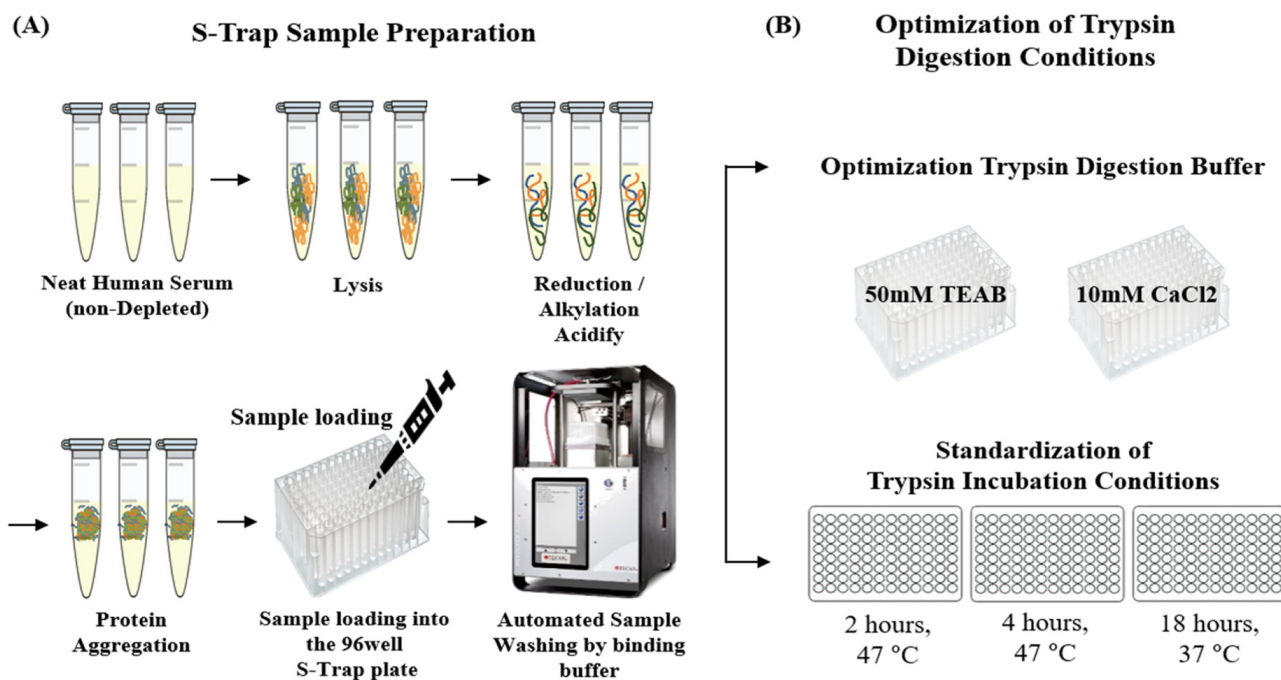 (A)
S-Trap Sample Preparation
Neat Human Serum
(non-Depleted)
Lysis
Reduction /
Alkylation
Acidify
Protein
Aggregation
Sample loading
Sample loading into
the 96well
S-Trap plate
Automated Sample
Washing by binding
buffer
(B)
Optimization of Trypsin
Digestion Conditions
Optimization Trypsin Digestion Buffer
50mM TEAB
10mM CaCl2
Standardization of
Trypsin Incubation Conditions
2 hours,
47 °C
4 hours,
47 °C
18 hours,
37 °C